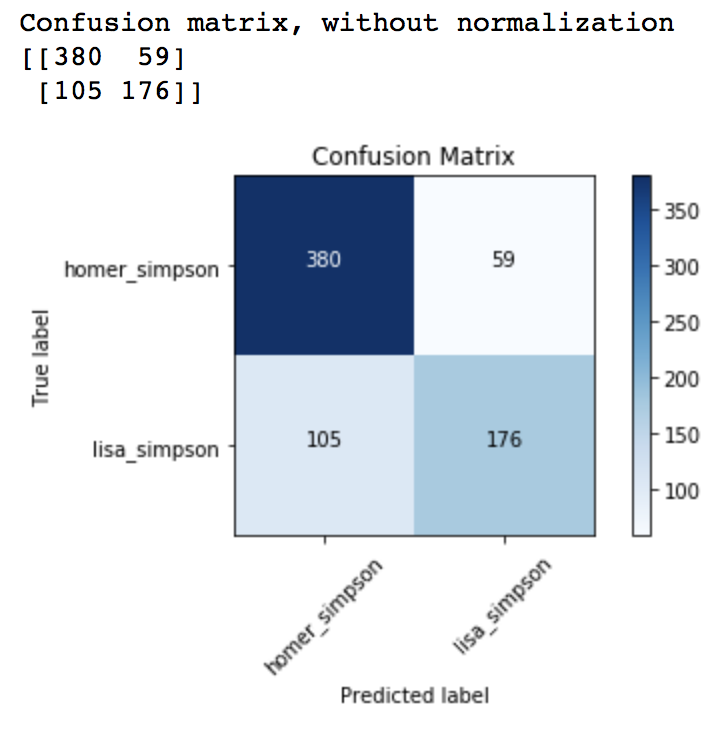 Confusion matrix, without normalization
[[380  59]
 [105 176]]
Confusion Matrix
380
59
105
176
homer_simpson
lisa_simpson
True label
homer_simpson
lisa_simpson
Predicted label
350
300
250
200
150
100